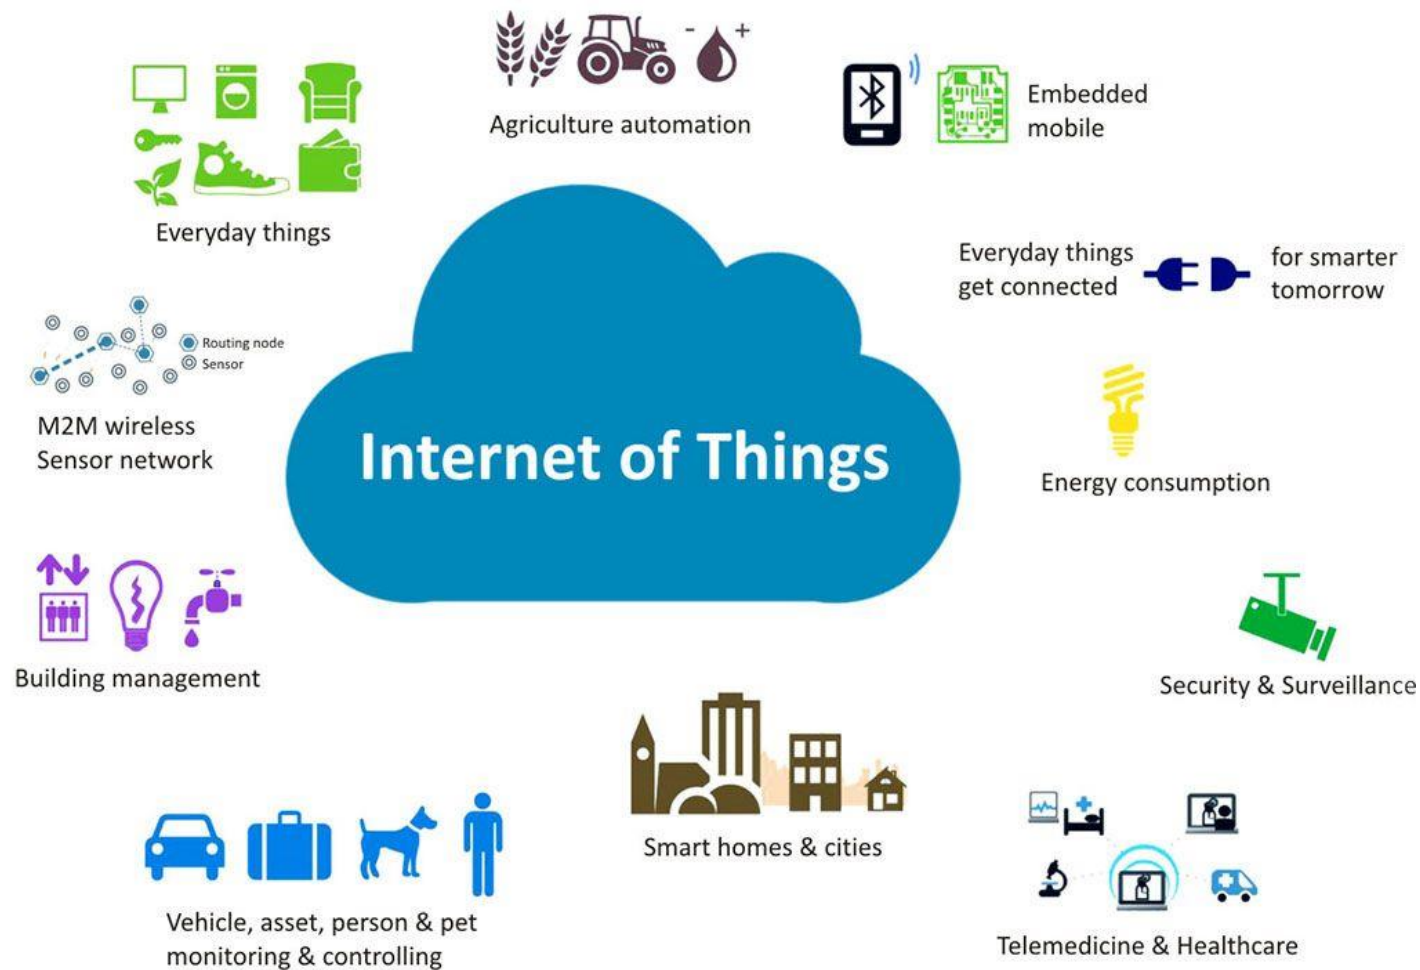 Agriculture automation
Embedded
mobile
Everyday things
Everyday things
get connected
for smarter
tomorrow
Routing node
Sensor
M2M wireless
Sensor network
Internet of Things
Energy consumption
Building management
Security & Surveillance
Smart homes & cities
Vehicle, asset, person & pet
monitoring & controlling
Telemedicine & Healthcare